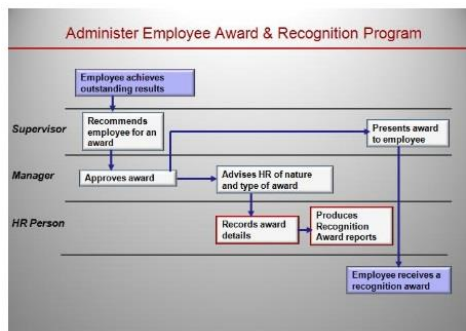 Administer Employee Award & Recognition Program
Employee achieves
outstanding results
Supervisor
Recommends
employee for an
award
Presents award
to employee
Manager
Approves award
Advises HR of nature
and type of award
HR Person
Records award
details
Produces
Recognition
Award reports
Employee receives a
recognition award